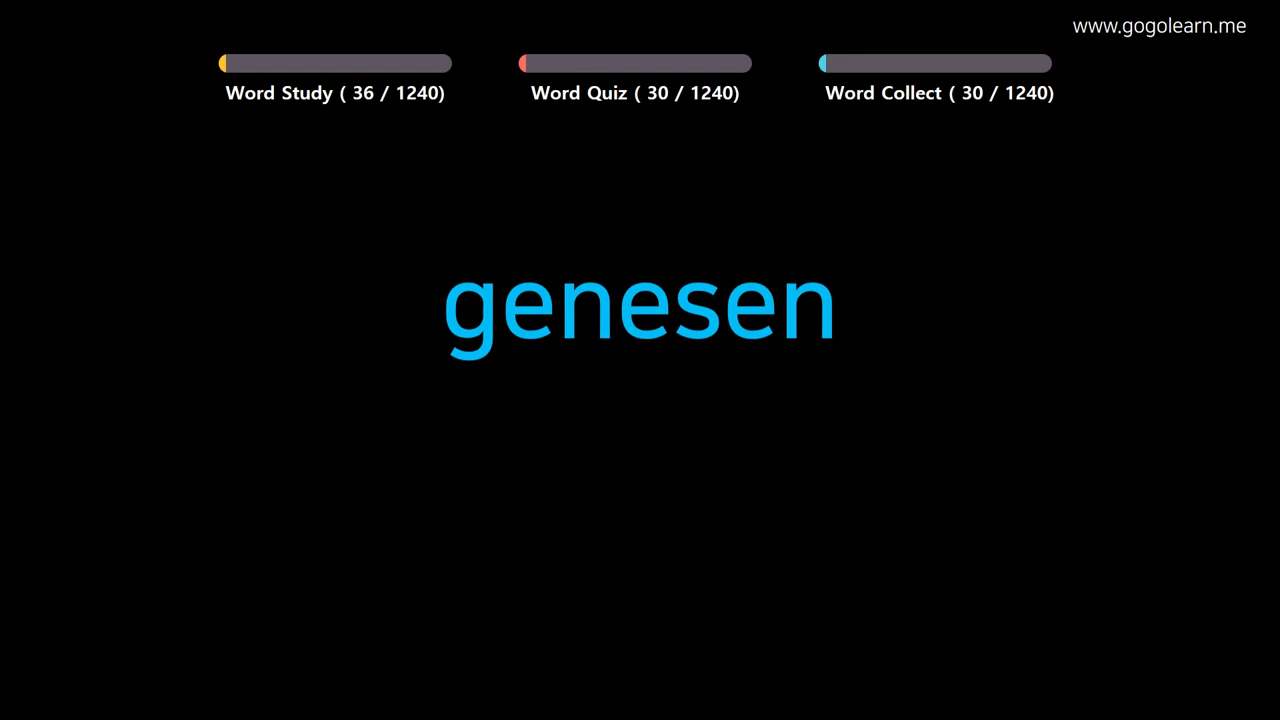 www.gogolearn.me
Word Study ( 36 / 1240)
Word Quiz ( 30 / 1240)
Word Collect ( 30 / 1240)
genesen